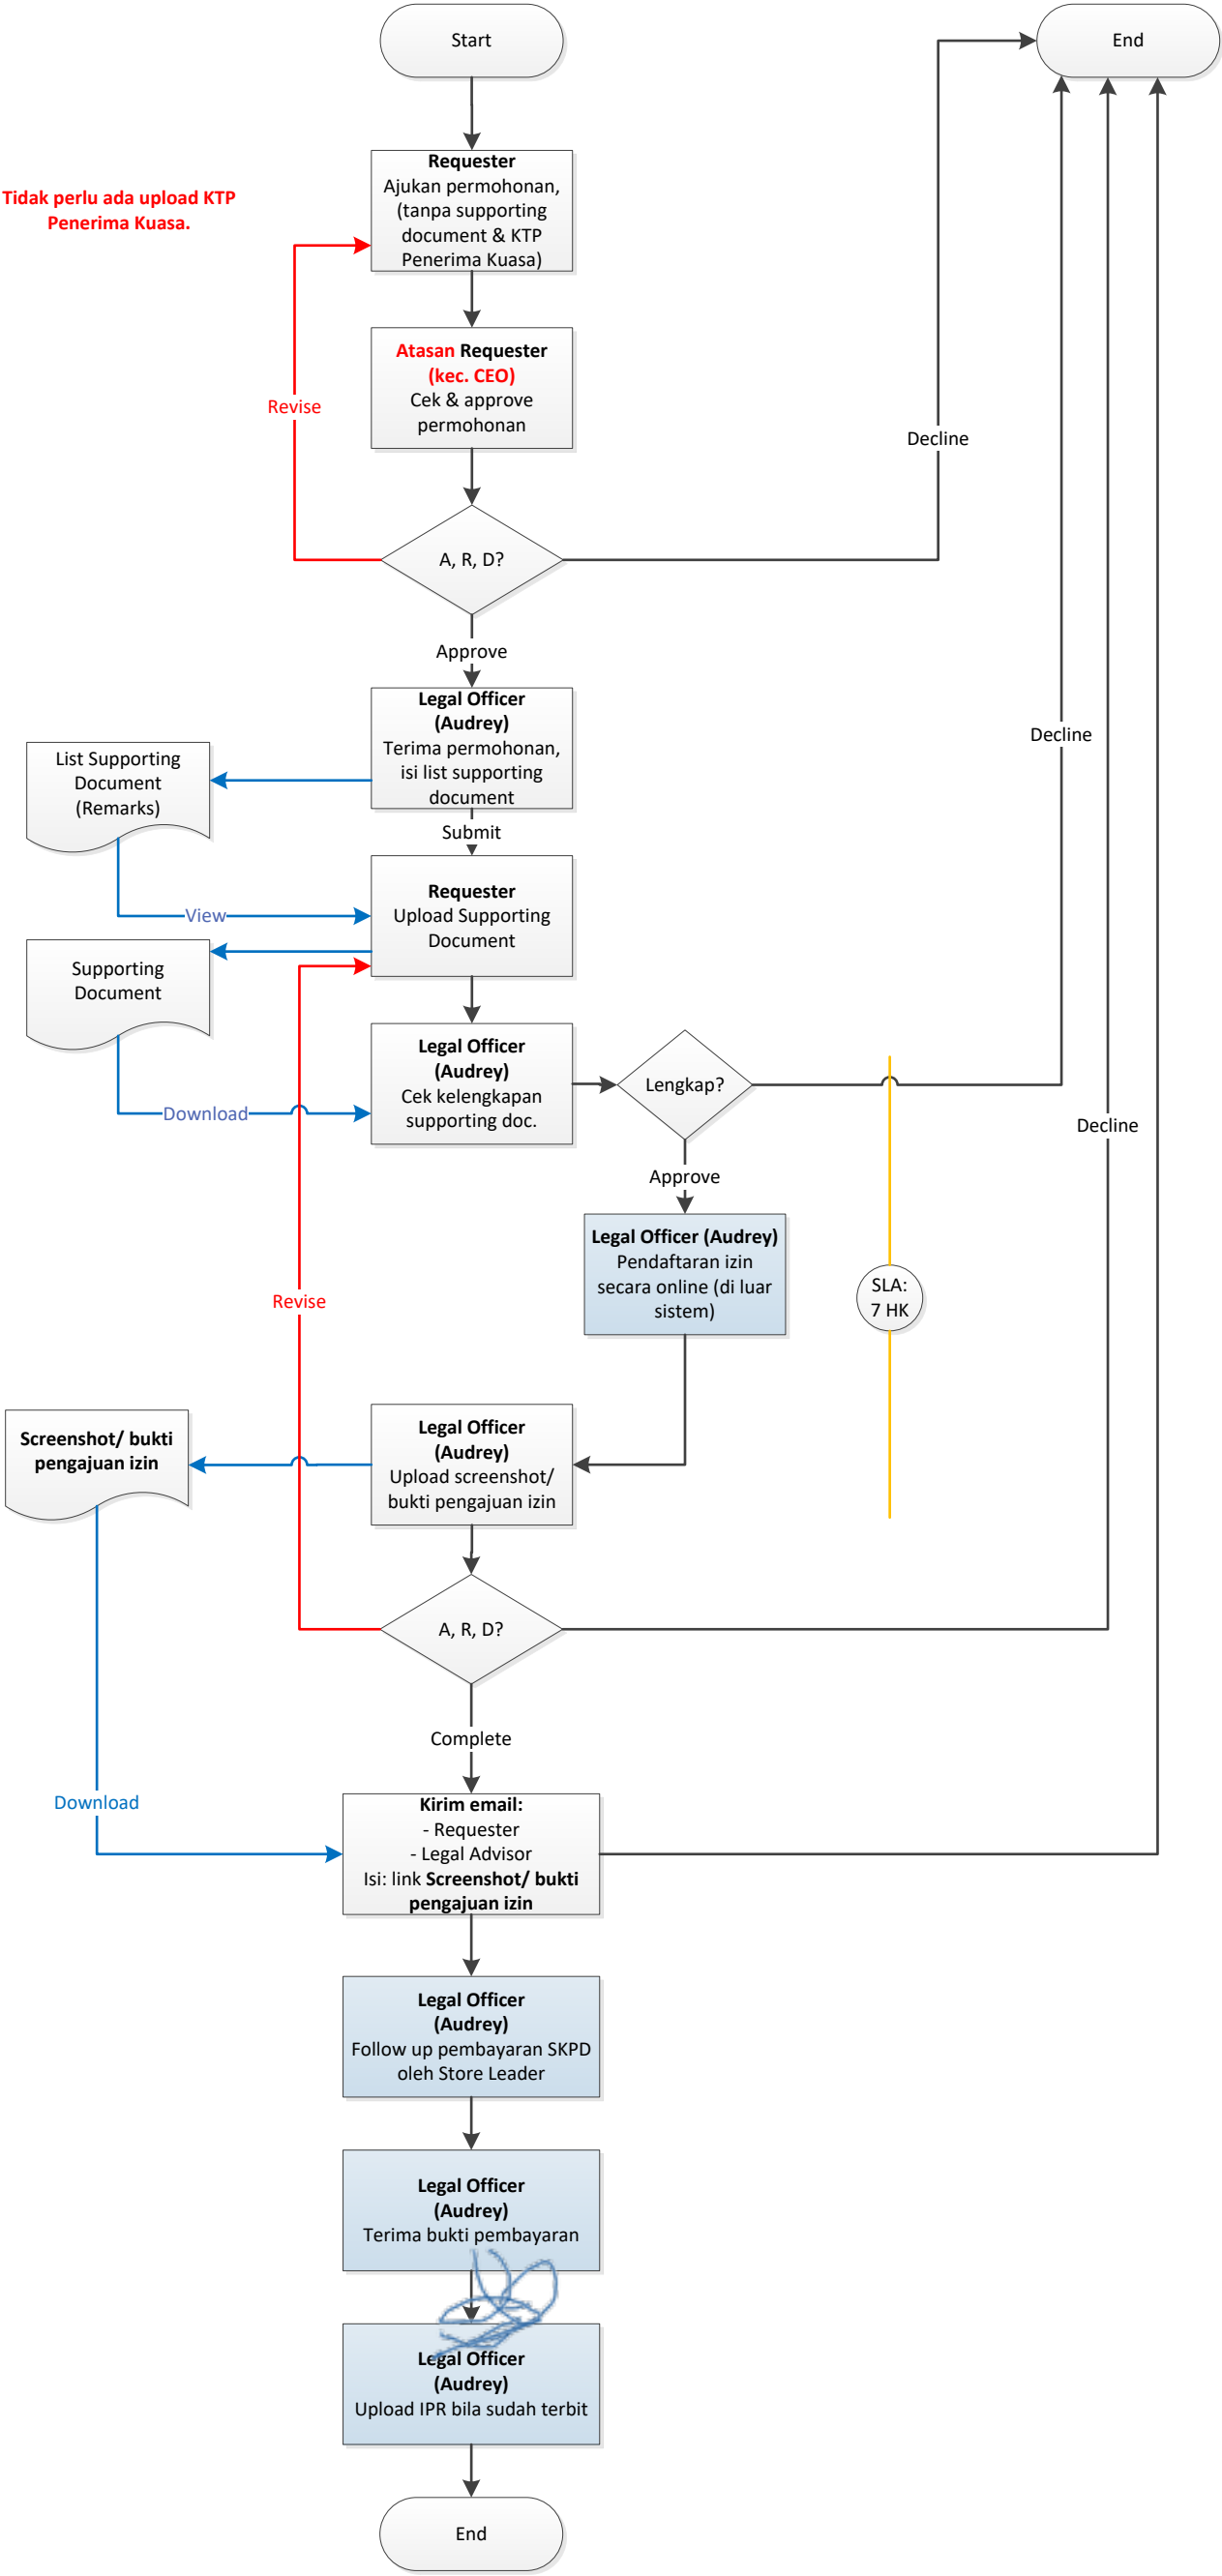 Start
End
Tidak perlu ada upload KTP
Penerima Kuasa.
Requester
Ajukan permohonan,
(tanpa supporting
document & KTP
Penerima Kuasa)
Atasan Requester
(kec. CEO)
Cek & approve
permohonan
Revise
Decline
A, R, D?
Approve
Legal Officer
(Audrey)
Terima permohonan,
isi list supporting
document
List Supporting
Document
(Remarks)
Decline
Submit
Requester
Upload Supporting
Document
View
Supporting
Document
Legal Officer
(Audrey)
Cek kelengkapan
supporting doc.
Lengkap?
Download
Decline
Approve
Legal Officer (Audrey)
Pendaftaran izin
secara online (di luar
sistem)
SLA:
7 HK
Revise
Legal Officer
(Audrey)
Upload screenshot/
bukti pengajuan izin
Screenshot/ bukti
pengajuan izin
A, R, D?
Complete
Download
Kirim email:
- Requester
- Legal Advisor
Isi: link Screenshot/ bukti
pengajuan izin
Legal Officer
(Audrey)
Follow up pembayaran SKPD
oleh Store Leader
Legal Officer
(Audrey)
Terima bukti pembayaran
Legal Officer
(Audrey)
Upload IPR bila sudah terbit
End